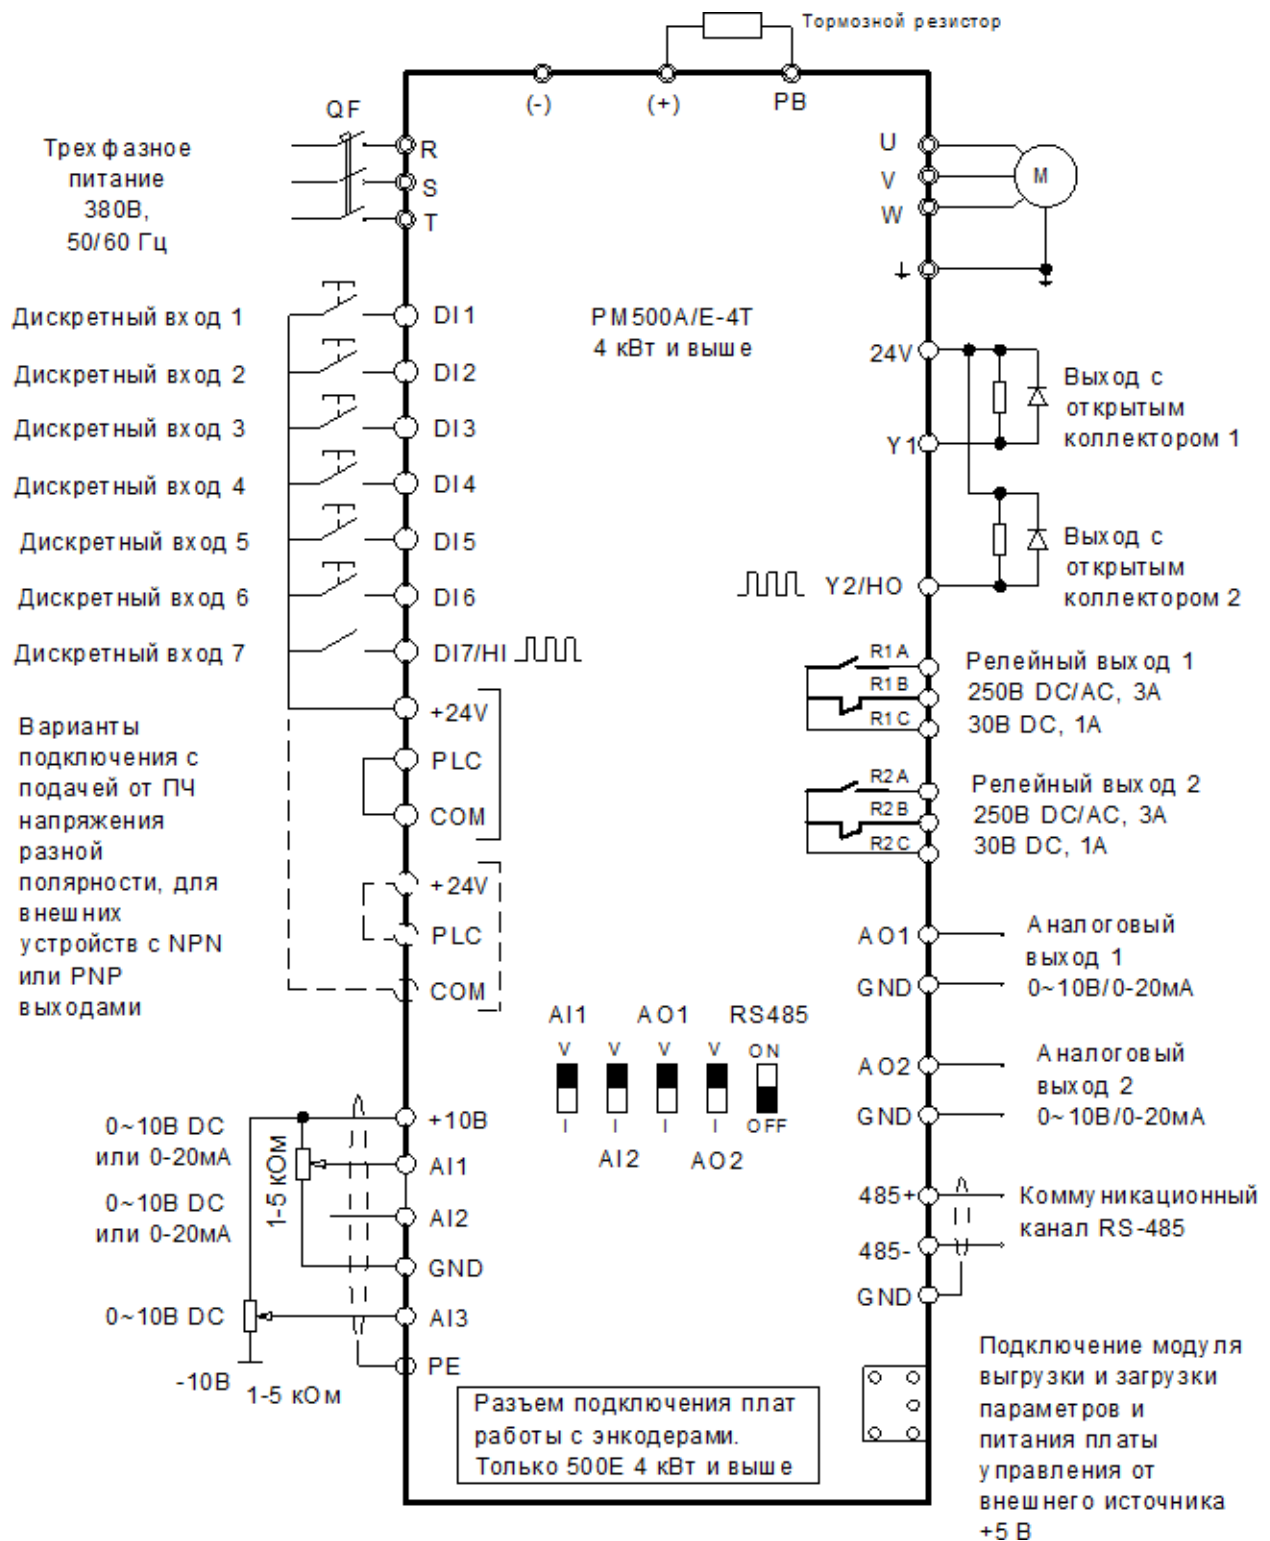 Тормозной резистор
(-)
(+)
PB
QF
Трехфазное
питание
380В,
50/60 Гц
R
S
T
U
V
W
M
PM500A/E-4T
4 кВт и выше
Дискретный вход 1
DI1
Дискретный вход 2
DI2
Дискретный вход 3
DI3
Дискретный вход 4
DI4
Дискретный вход 5
DI5
Дискретный вход 6
DI6
Дискретный вход 7
DI7/HI
24V
Y1
Выход с
открытым
коллектором 1
Y2/HO
Выход с
открытым
коллектором 2
R1A
R1B
R1C
Релейный выход 1
250В DC/AC, 3А
30В DC, 1А
R2A
R2B
R2C
Релейный выход 2
250В DC/AC, 3А
30В DC, 1А
+24V
PLC
COM
+24V
PLC
COM
Варианты
подключения с
подачей от ПЧ
напряжения
разной
полярности, для
внешних
устройств с NPN
или PNP
выходами
AO1
GND
Аналоговый
выход 1
0~10В/0-20мА
AO2
GND
Аналоговый
выход 2
0~10В/0-20мА
AI1
AO1
RS485
V
V
V
V
ON
I
I
I
I
OFF
AI2
AO2
0~10В DC
или 0-20мА
0~10В DC
или 0-20мА
1-5 кОм
0~10В DC
-10В
1-5 кОм
+10В
AI1
AI2
GND
AI3
PE
485+
485-
GND
Коммуникационный
канал RS-485
Разъем подключения плат
работы с энкодерами.
Только 500Е 4 кВт и выше
Подключение модуля
выгрузки и загрузки
параметров и
питания платы
управления от
внешнего источника
+5 В